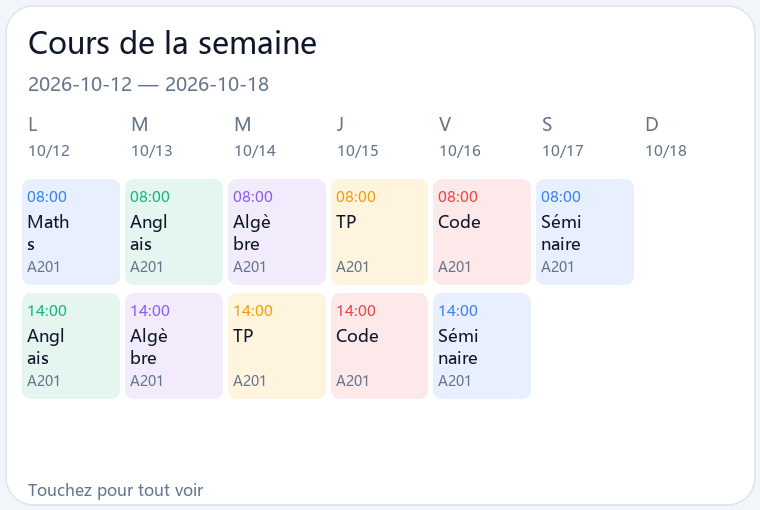 Cours de la semaine
2026-10-12 — 2026-10-18
L M M J V S D
10/12 10/13 10/14 10/15 10/16 10/17 10/18
08:00 08:00 08:00 08:00 08:00 08:00
Math Angl Algè TP Code Sémi
s ais bre naire
A201 A201 A201 A201 A201 A201
14:00 14:00 14:00 14:00 14:00
Angl Algè TP Code Sémi
ais bre naire
A201 A201 A201 A201 A201
Touchez pour tout voir